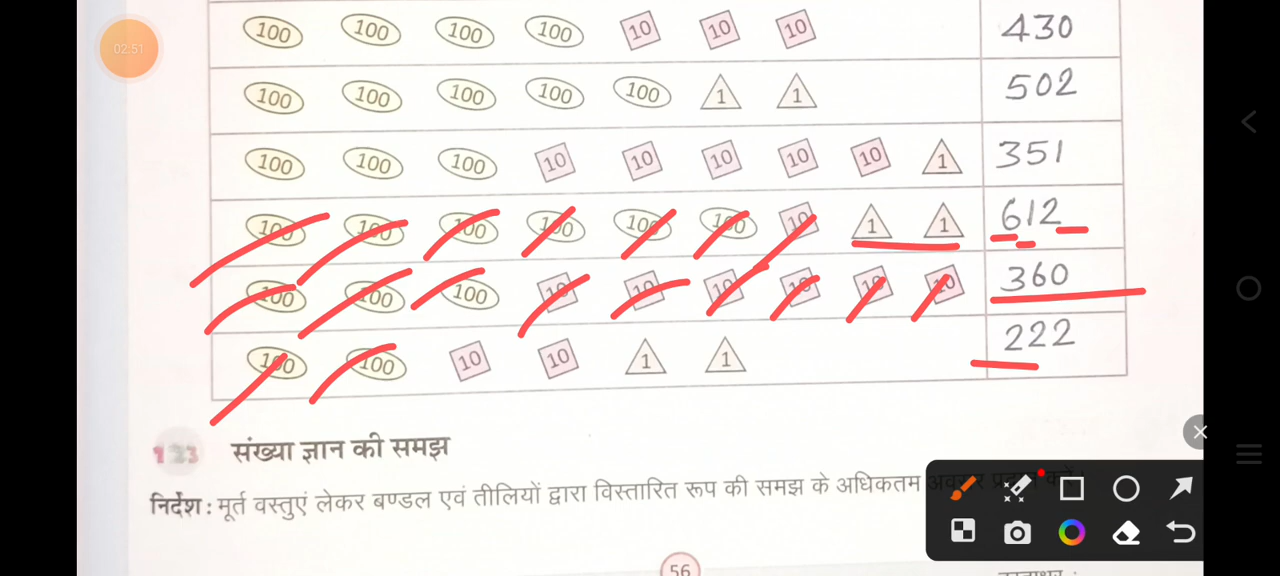 02:51
100 100 100 100 10 10 10 430
100 100 100 100 100 1 1 502
100 100 100 10 10 10 10 10 1 351
100 100 100 100 100 100 10 1 1 612
100 100 100 10 10 10 10 10 10 360
100 100 10 10 1 1 222
123 संख्या ज्ञान की समझ
निर्देश : मूर्त वस्तुएं लेकर बण्डल एवं तीलियों द्वारा विस्तारित रूप की समझ के अधिकतम
56